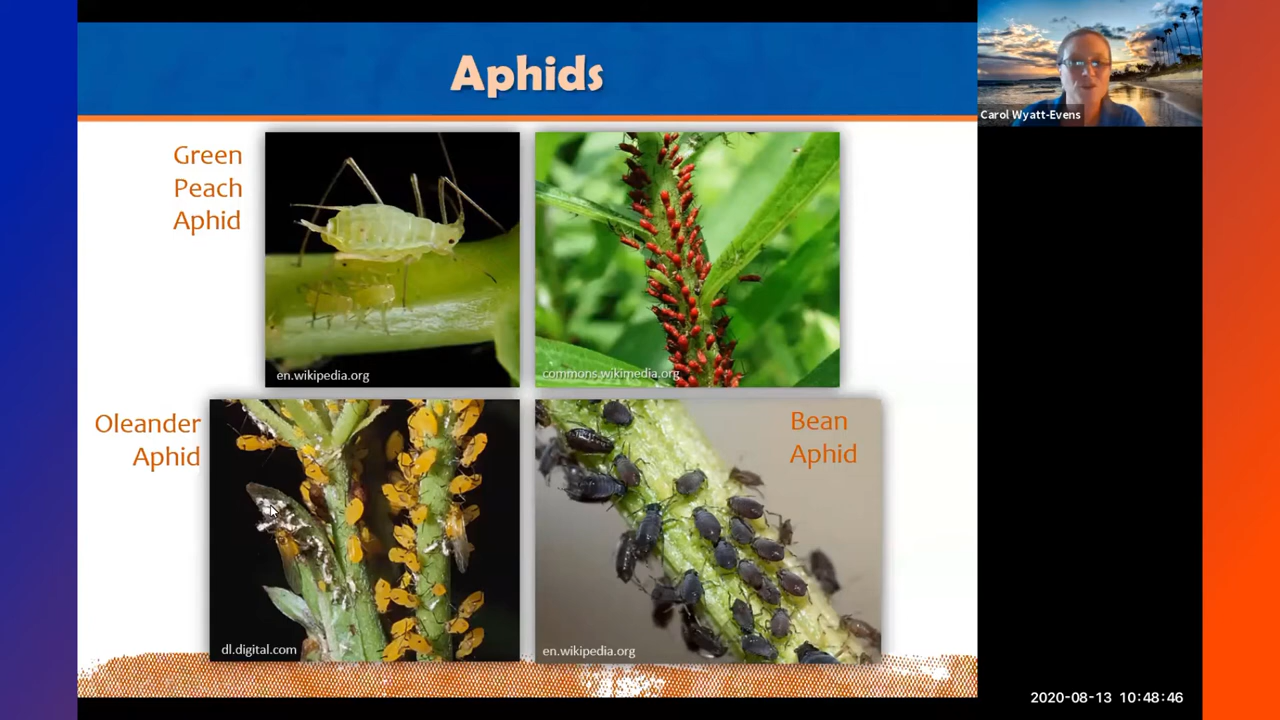 Aphids
Carol Wyatt-Evens
Green
Peach
Aphid
en.wikipedia.org
commons.wikimedia.org
Oleander
Aphid
Bean
Aphid
dl.digital.com
en.wikipedia.org
2020-08-13 10:48:46